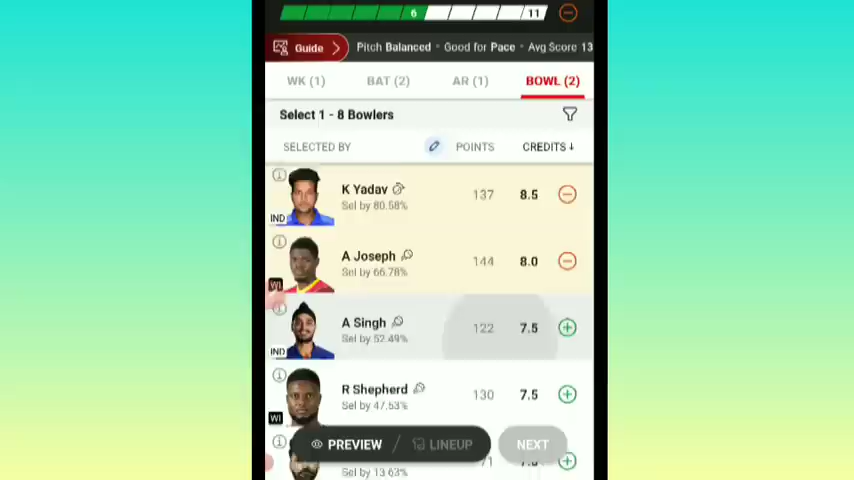 6 11
Guide Pitch Balanced • Good for Pace • Avg Score 13
WK (1) BAT (2) AR (1) BOWL (2)
Select 1 - 8 Bowlers
SELECTED BY POINTS CREDITS↓
K Yadav 137 8.5
Sel by 80.58%
IND
A Joseph 144 8.0
Sel by 66.78%
WI
A Singh 122 7.5
Sel by 52.49%
IND
R Shepherd 130 7.5
Sel by 47.53%
WI
PREVIEW / LINEUP NEXT
Sel by 13.63%